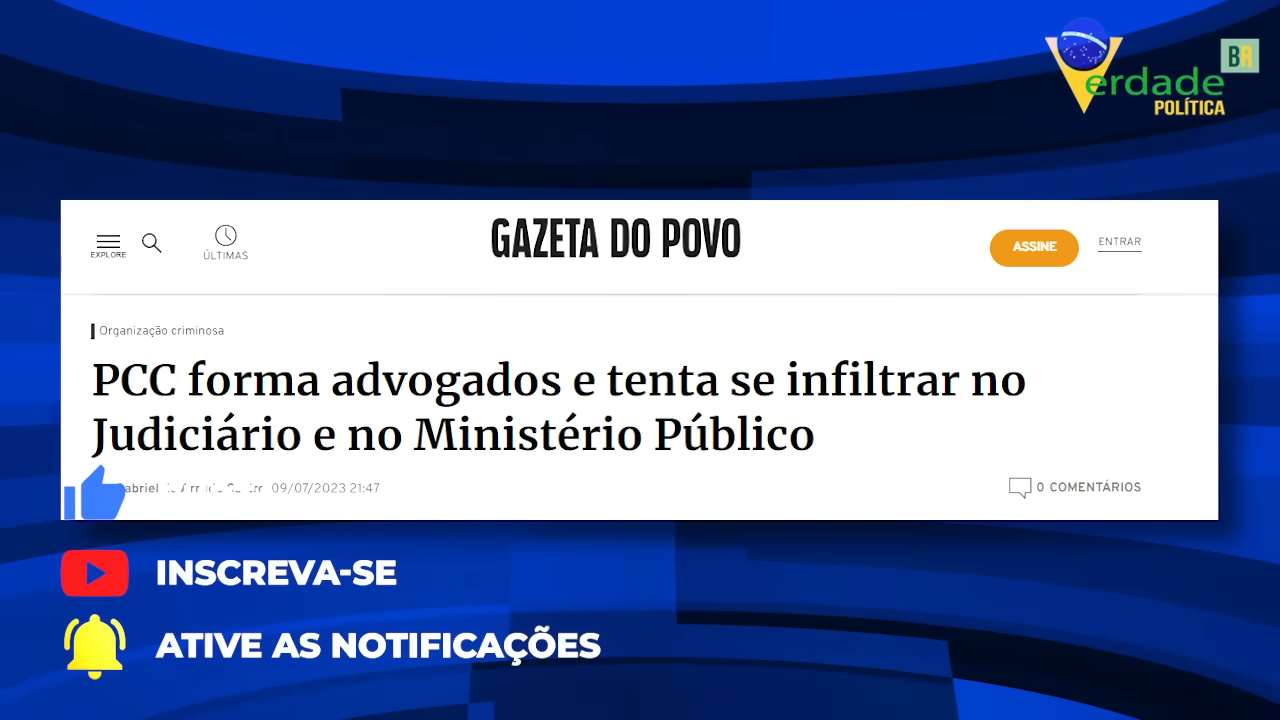 Verdade
BR
POLÍTICA
GAZETA DO POVO
EXPLORE
ÚLTIMAS
ASSINE
ENTRAR
Organização criminosa
PCC forma advogados e tenta se infiltrar no
Judiciário e no Ministério Público
09/07/2023 21:47
0 COMENTÁRIOS
INSCREVA-SE
ATIVE AS NOTIFICAÇÕES